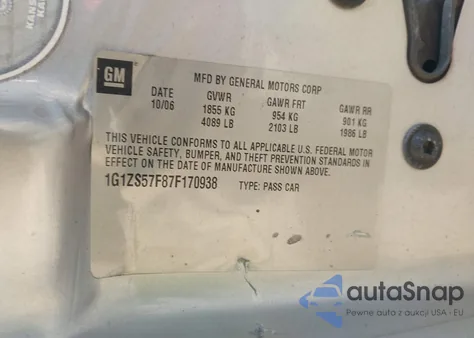 KANSAS
GM
MFD BY GENERAL MOTORS CORP
DATE GVWR GAWR FRT GAWR RR
10/06 1855 KG 954 KG 901 KG
4089 LB 2103 LB 1986 LB
THIS VEHICLE CONFORMS TO ALL APPLICABLE U.S. FEDERAL MOTOR
VEHICLE SAFETY, BUMPER, AND THEFT PREVENTION STANDARDS IN
EFFECT ON THE DATE OF MANUFACTURE SHOWN ABOVE.
1G1ZS57F87F170938 TYPE: PASS CAR
autoSnap
Pewne auto z aukcji USA - EU